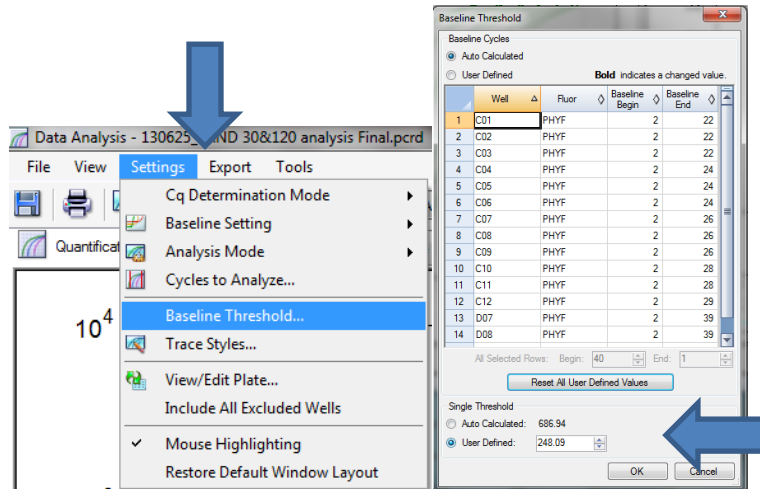 Data Analysis - 130625_ ND 30&120 analysis Final.pcrd
File View Settings Export Tools
Cq Determination Mode
Baseline Setting
Analysis Mode
Cycles to Analyze...
Baseline Threshold...
Trace Styles...
View/Edit Plate...
Include All Excluded Wells
Mouse Highlighting
Restore Default Window Layout
Quantificat
10^4
Baseline Threshold
Baseline Cycles
Auto Calculated
User Defined Bold indicates a changed value.
Well Fluor Baseline Begin Baseline End
1 C01 PHYF 2 22
2 C02 PHYF 2 22
3 C03 PHYF 2 22
4 C04 PHYF 2 24
5 C05 PHYF 2 24
6 C06 PHYF 2 24
7 C07 PHYF 2 26
8 C08 PHYF 2 26
9 C09 PHYF 2 26
10 C10 PHYF 2 28
11 C11 PHYF 2 28
12 C12 PHYF 2 29
13 D07 PHYF 2 39
14 D08 PHYF 2 39
All Selected Rows: Begin: 40 End: 1
Reset All User Defined Values
Single Threshold
Auto Calculated: 686.94
User Defined: 248.09
OK Cancel